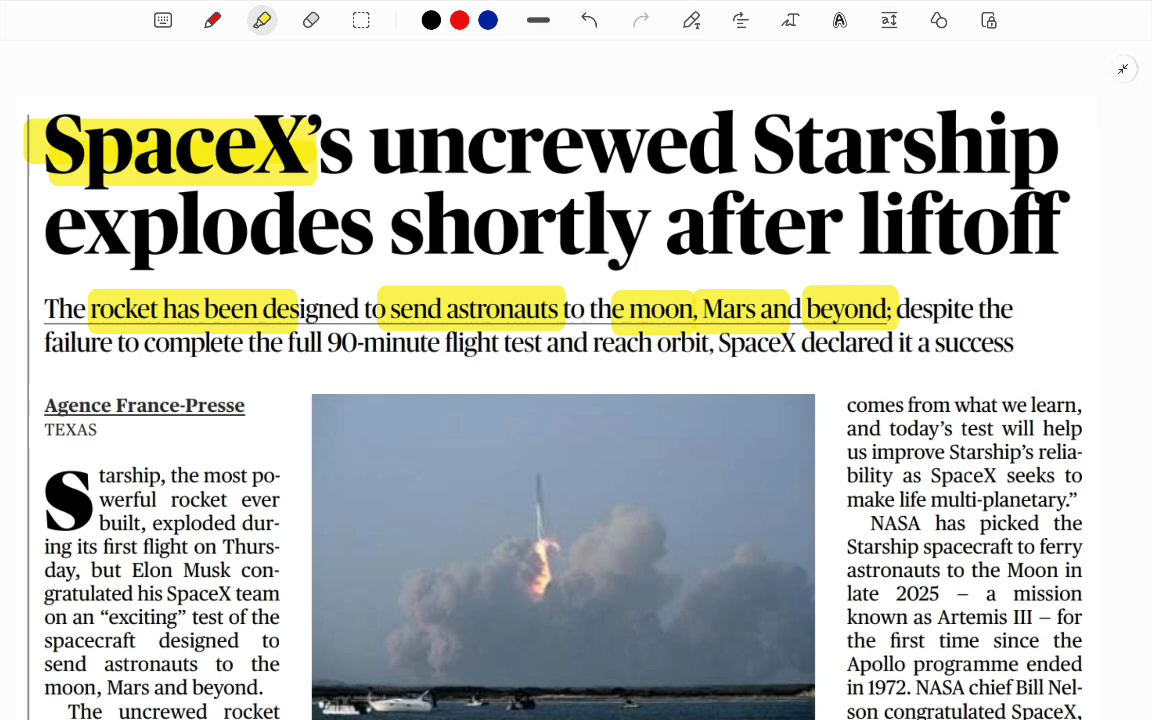 SpaceX’s uncrewed Starship
explodes shortly after liftoff
The rocket has been designed to send astronauts to the moon, Mars and beyond; despite the
failure to complete the full 90-minute flight test and reach orbit, SpaceX declared it a success
Agence France-Presse
TEXAS
Starship, the most po-
werful rocket ever
built, exploded dur-
ing its first flight on Thurs-
day, but Elon Musk con-
gratulated his SpaceX team
on an “exciting” test of the
spacecraft designed to
send astronauts to the
moon, Mars and beyond.
The uncrewed rocket
comes from what we learn,
and today’s test will help
us improve Starship’s relia-
bility as SpaceX seeks to
make life multi-planetary.”
NASA has picked the
Starship spacecraft to ferry
astronauts to the Moon in
late 2025 – a mission
known as Artemis III – for
the first time since the
Apollo programme ended
in 1972. NASA chief Bill Nel-
son congratulated SpaceX,